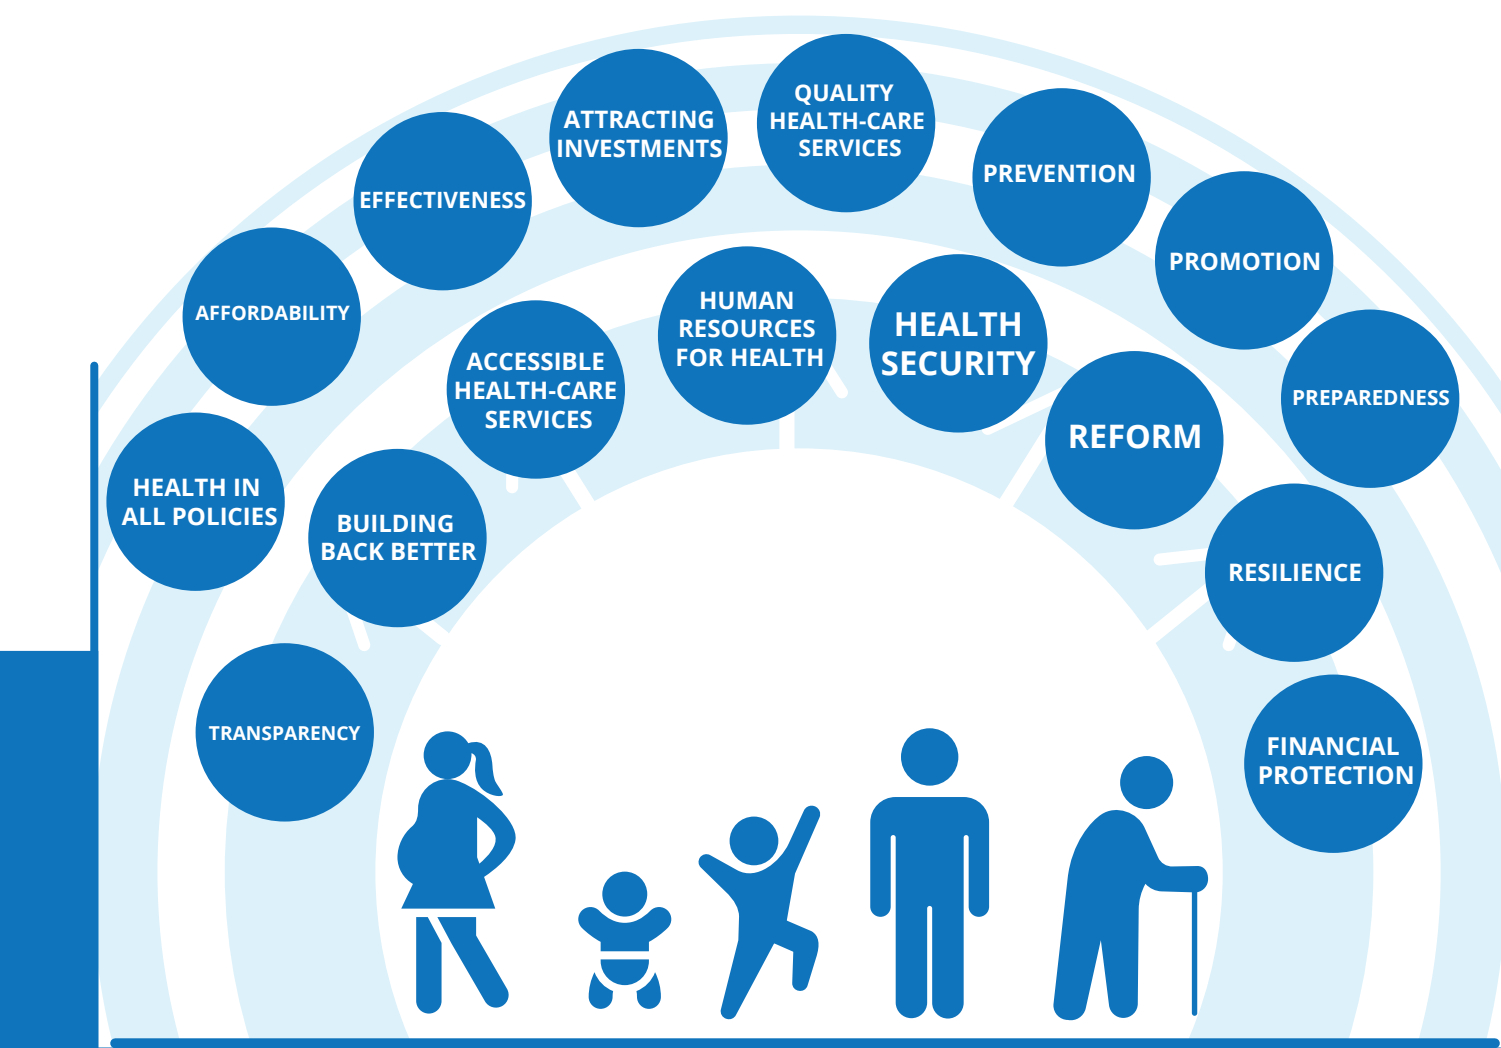 QUALITY
HEALTH-CARE
SERVICES
ATTRACTING
INVESTMENTS
PREVENTION
EFFECTIVENESS
PROMOTION
AFFORDABILITY
HUMAN
RESOURCES
FOR HEALTH
HEALTH
SECURITY
ACCESSIBLE
HEALTH-CARE
SERVICES
PREPAREDNESS
REFORM
HEALTH IN
ALL POLICIES
BUILDING
BACK BETTER
RESILIENCE
TRANSPARENCY
FINANCIAL
PROTECTION